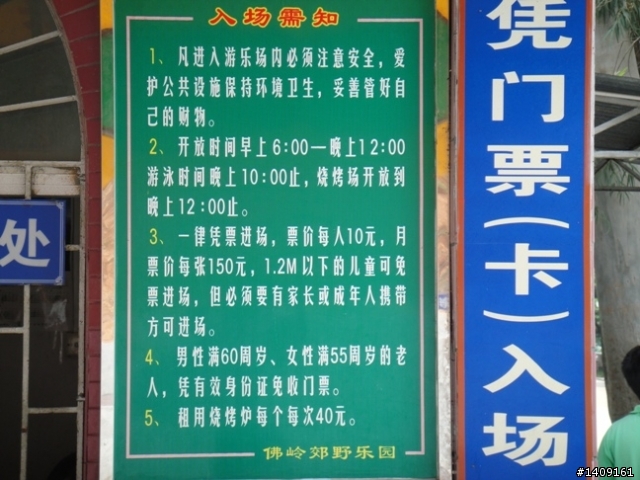 入场需知
1、凡进入游乐场内必须注意安全，爱
护公共设施保持环境卫生，妥善管好自
己的财物。
2、开放时间早上6:00—晚上12:00
游泳时间晚上10:00止，烧烤场开放到
晚上12:00止。
3、一律凭票进场，票价每人10元，月
票价每张150元，1.2M以下的儿童可免
票进场，但必须要有家长或成年人携带
方可进场。
4、男性满60周岁、女性满55周岁的老
人，凭有效身份证免收门票。
5、租用烧烤炉每个每次40元。
佛岭郊野乐园
凭门票(卡)入场
处
#1409161